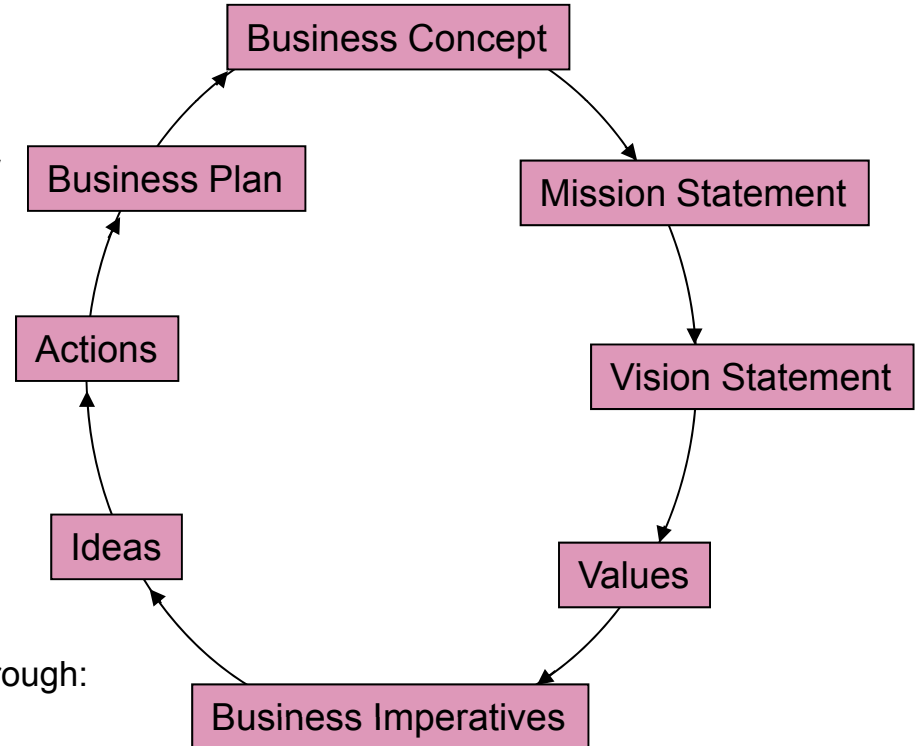 Business Concept
Business Plan
Mission Statement
Actions
Vision Statement
Ideas
Values
rough:
Business Imperatives